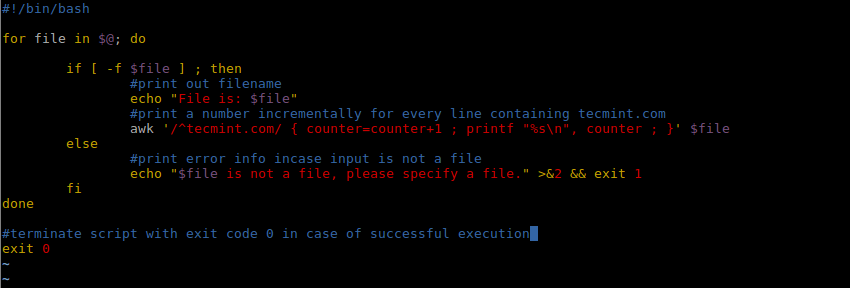 #!/bin/bash

for file in $@; do

        if [ -f $file ] ; then
                #print out filename
                echo "File is: $file"
                #print a number incrementally for every line containing tecmint.com
                awk '/^tecmint.com/ { counter=counter+1 ; printf "%s\n", counter ; }' $file
        else
                #print error info incase input is not a file
                echo "$file is not a file, please specify a file." >&2 && exit 1
        fi
done

#terminate script with exit code 0 in case of successful execution
exit 0
~
~